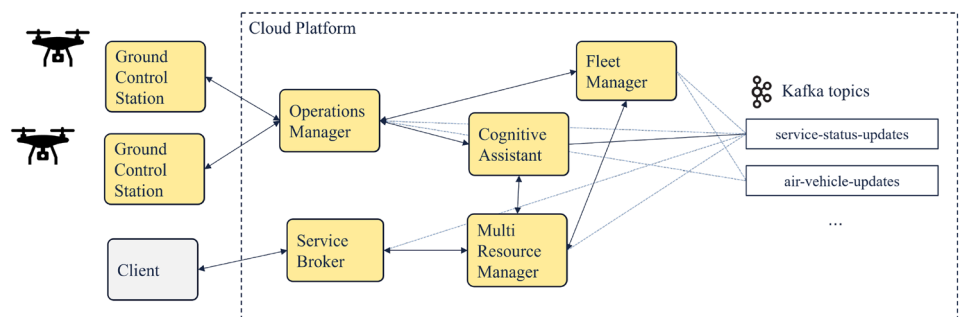 Cloud Platform
Ground
Control
Station
Operations
Manager
Fleet
Manager
Kafka topics
Cognitive
Assistant
service-status-updates
Ground
Control
Station
air-vehicle-updates
...
Client
Service
Broker
Multi
Resource
Manager